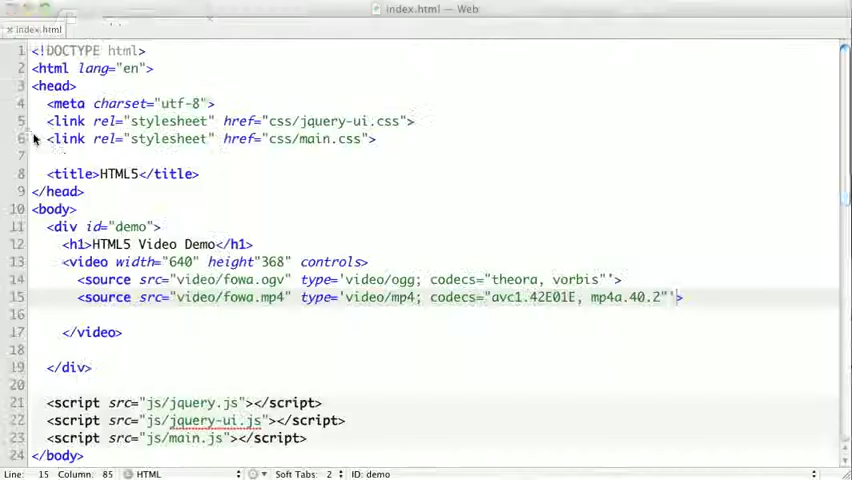 index.html — Web
index.html
1 <!DOCTYPE html>
2 <html lang="en">
3 <head>
4 <meta charset="utf-8">
5 <link rel="stylesheet" href="css/jquery-ui.css">
6 <link rel="stylesheet" href="css/main.css">
7
8 <title>HTML5</title>
9 </head>
10 <body>
11 <div id="demo">
12 <h1>HTML5 Video Demo</h1>
13 <video width="640" height"368" controls>
14 <source src="video/fowa.ogv" type='video/ogg; codecs="theora, vorbis"'>
15 <source src="video/fowa.mp4" type='video/mp4; codecs="avc1.42E01E, mp4a.40.2"'>
16
17 </video>
18
19 </div>
20
21 <script src="js/jquery.js"></script>
22 <script src="js/jquery-ui.js"></script>
23 <script src="js/main.js"></script>
24 </body>
Line: 15 Column: 85 HTML Soft Tabs: 2 ID: demo